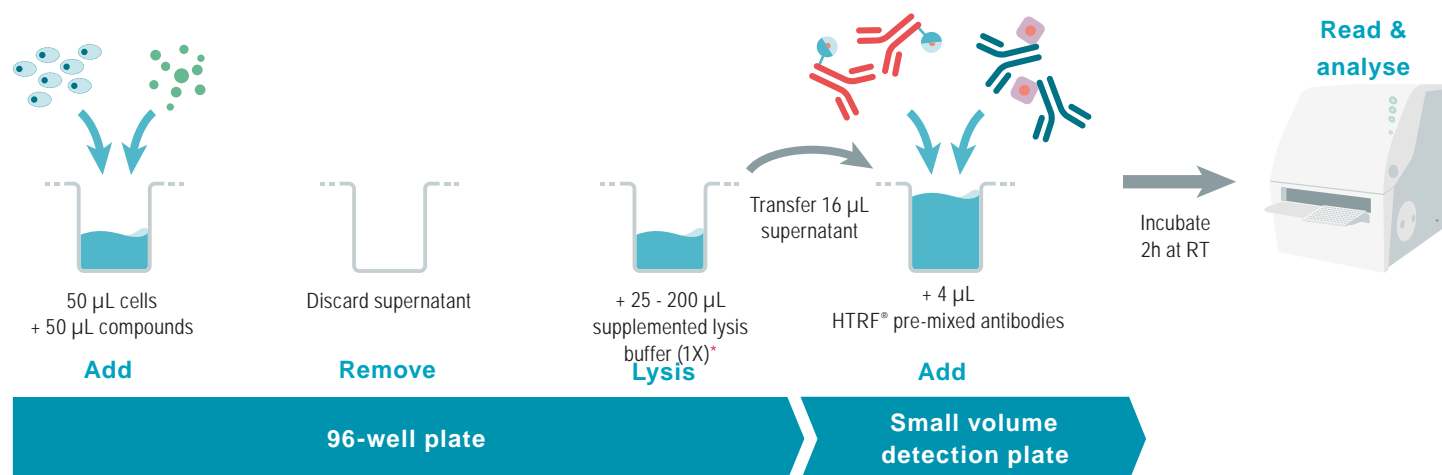 Read &
analyse
Transfer 16 µL
supernatant
Incubate
2h at RT
50 µL cells
+ 50 µL compounds
Discard supernatant
+ 25 - 200 µL
supplemented lysis
buffer (1X)*
+ 4 µL
HTRF® pre-mixed antibodies
Add
Remove
Lysis
Add
96-well plate
Small volume
detection plate